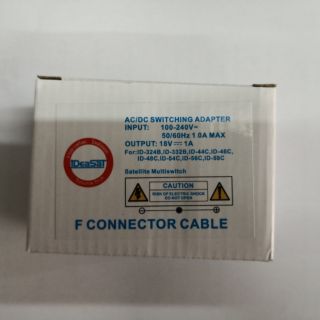 AC/DC SWITCHING ADAPTER
INPUT: 100-240V~
50/60Hz 1.0A MAX
OUTPUT: 18V 1A
For:ID-324B,ID-332B,ID-44C,ID-46C,
ID-48C,ID-54C,ID-56C,ID-58C
IDeaSat
Satellite Multiswitch
CAUTION
RISK OF ELECTRIC SHOCK
DO NOT OPEN
F CONNECTOR CABLE